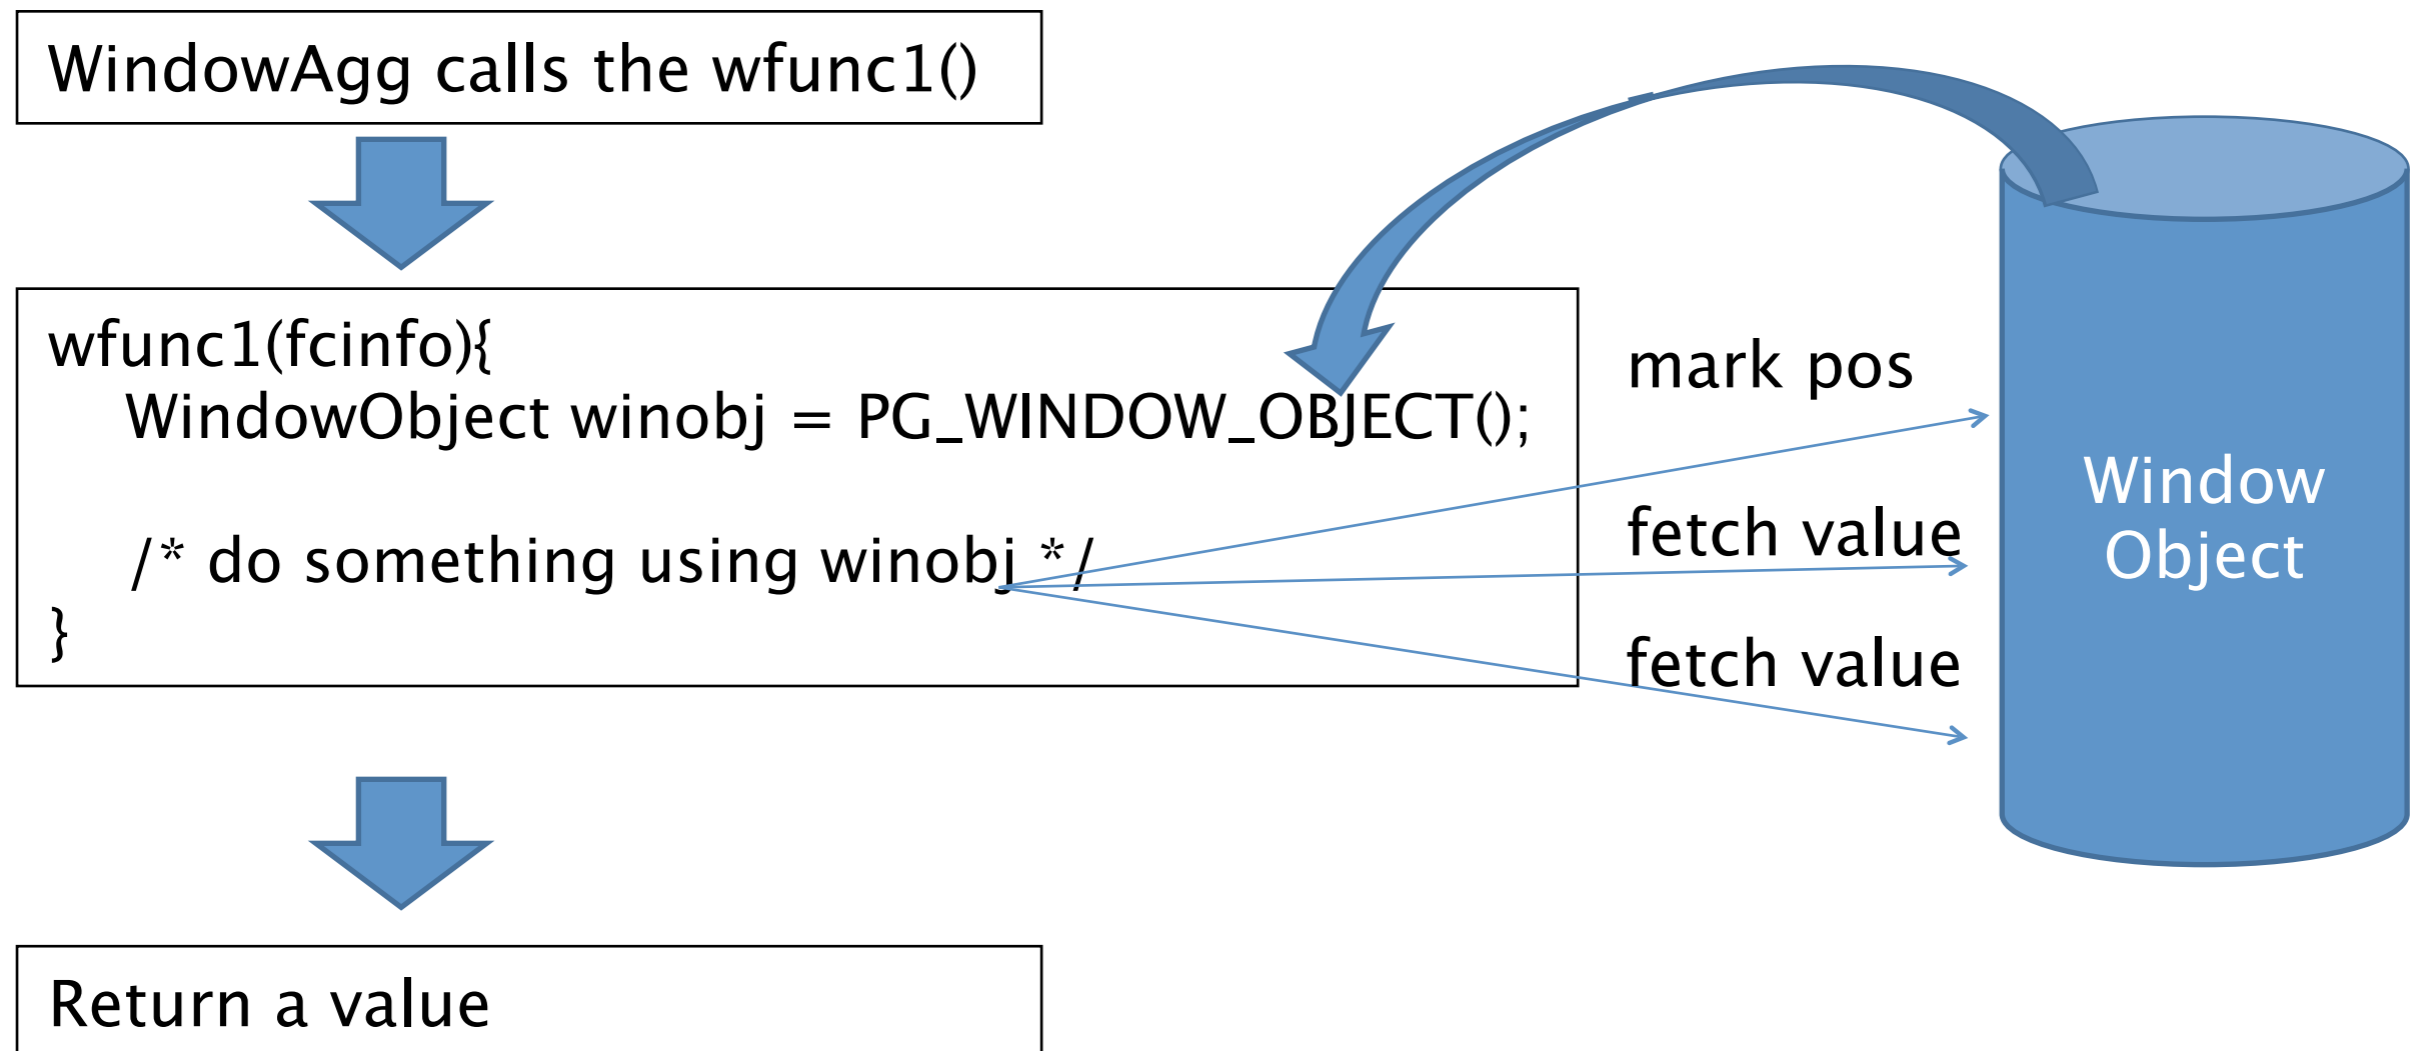 WindowAgg calls the wfunc1()
wfunc1(fcinfo){
WindowObject winobj = PG_WINDOW_OBJECT();
/* do something using winobj */
}
mark pos
fetch value
fetch value
Window
Object
Return a value